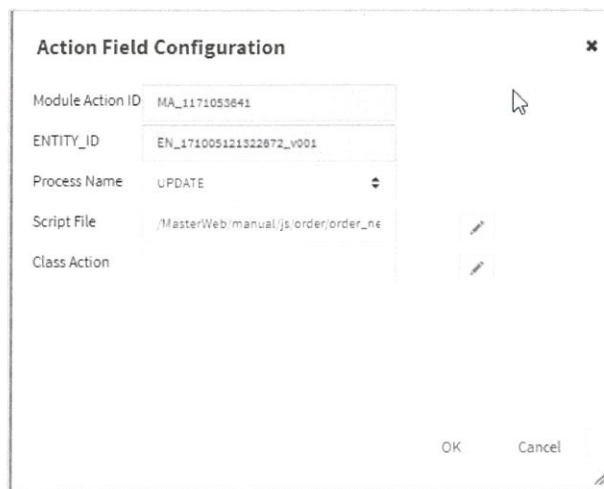 Action Field Configuration
Module Action ID MA_1171053641
ENTITY_ID EN_171005121322672_v001
Process Name UPDATE
Script File /MasterWeb/manual/js/order/order_ne
Class Action
OK Cancel